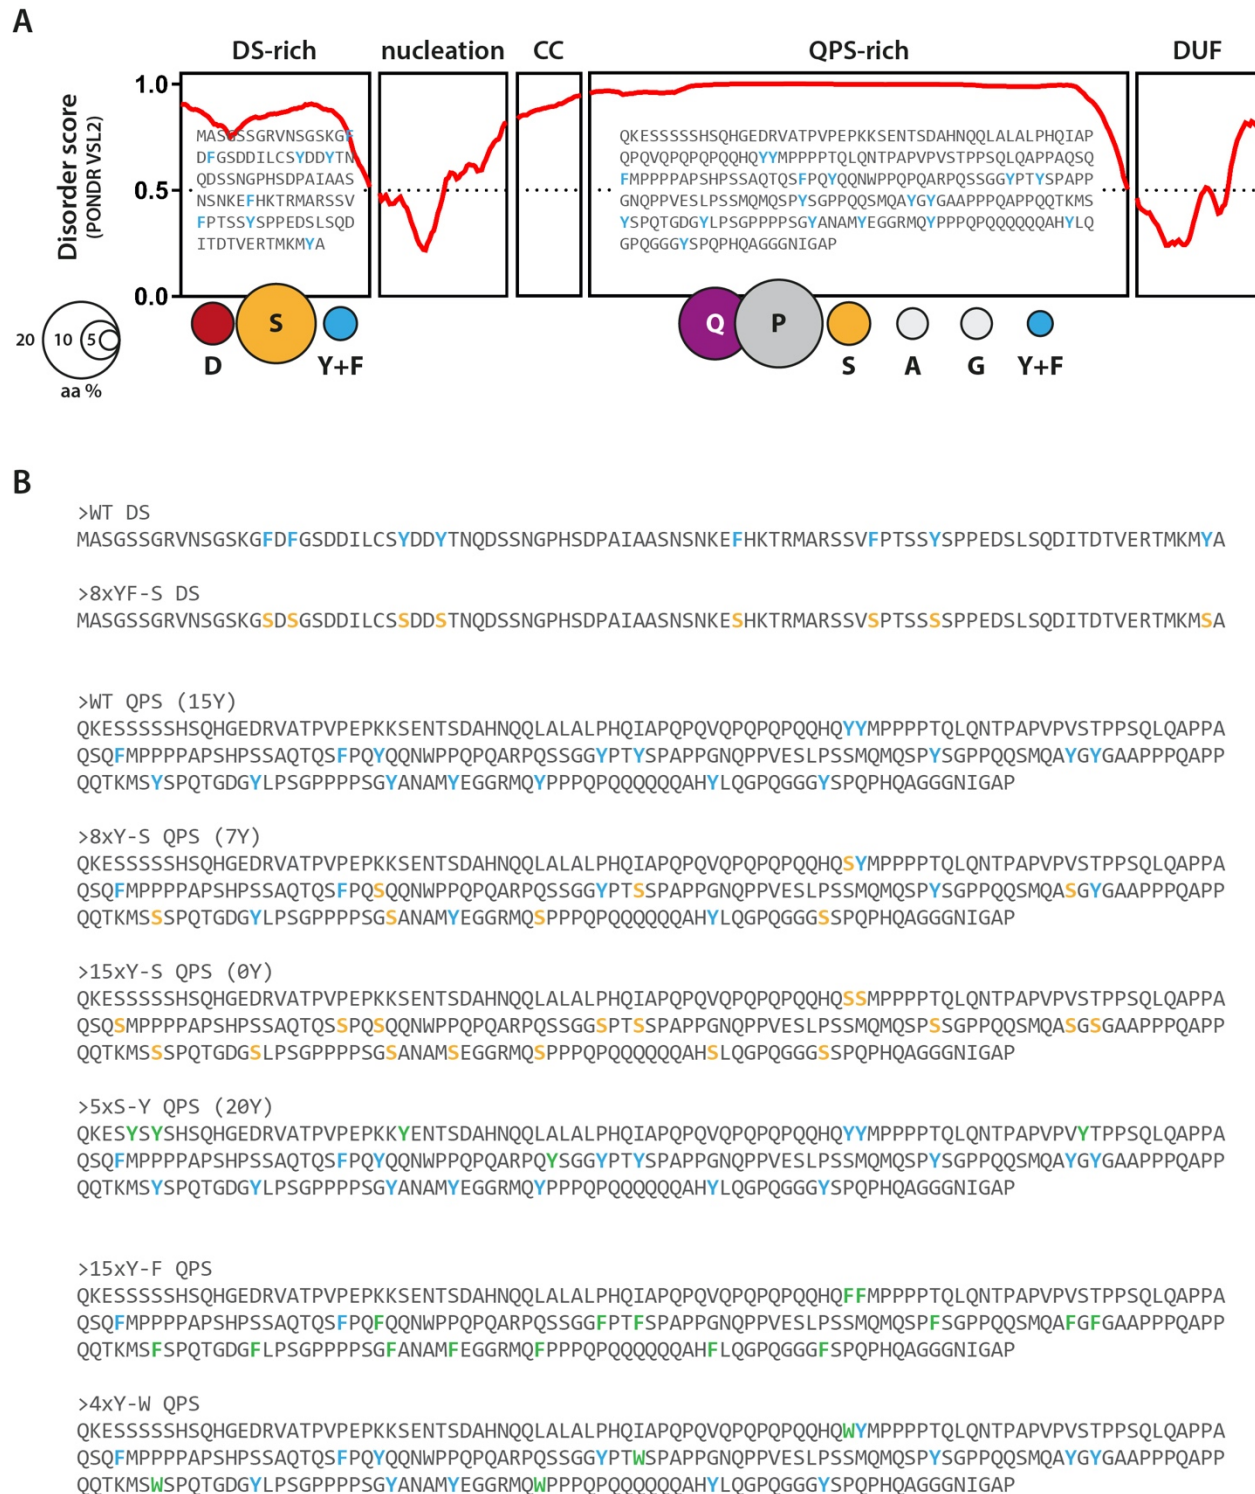 A
DS-rich
nucleation
CC
QPS-rich
DUF
Disorder score
(PONDR VSL2)
1.0
0.5
0.0
MASGSSGRVNSGSKGF
DFGSDDILCSYDDYTN
QDSSNGPHSDPAIAAS
NSNKEFHKTRMARSSV
FPTSSYSPPEDSLSQD
ITDTVERTMKMYA
QKESSSSSHSQHGEDRVATPVPEPKKSENTSDAHNQQLALALPHQIAP
QPQVQPQPQPQQHQYYMPPPPTQLQNTPAPVPVSTPPSQLQAPPAQSQ
FMPPPPAPSHPSSAQTQSFPQYQQNWPPQPQARPQSSGGYPTYSPAPP
GNQPPVESLPSSMQMQSPYSGPPQQSMQAYGYGAAPPPQAPPQQTKMS
YSPQTGDGYLPSGPPPPSGYANAMYEGGRMQYPPPQPQQQQQQAHYLQ
GPQGGGYSPQPHQAGGGNIGAP
20 10 5
aa %
D
S
Y+F
Q
P
S
A
G
Y+F
B
>WT DS
MASGSSGRVNSGSKGFDFGSDDILCSYDDYTNQDSSNGPHSDPAIAASNSNKEFHKTRMARSSVFPTSSYSPPEDSLSQDITDTVERTMKMYA
>8xYF-S DS
MASGSSGRVNSGSKGSDSGSDDILCSSDDSTNQDSSNGPHSDPAIAASNSNKESHKTRMARSSVSPTSSSSPPEDSLSQDITDTVERTMKMSA
>WT QPS (15Y)
QKESSSSSHSQHGEDRVATPVPEPKKSENTSDAHNQQLALALPHQIAPQPQVQPQPQPQQHQYYMPPPPTQLQNTPAPVPVSTPPSQLQAPPA
QSQFMPPPPAPSHPSSAQTQSFPQYQQNWPPQPQARPQSSGGYPTYSPAPPGNQPPVESLPSSMQMQSPYSGPPQQSMQAYGYGAAPPPQAPP
QQTKMSYSPQTGDGYLPSGPPPPSGYANAMYEGGRMQYPPPQPQQQQQQAHYLQGPQGGGYSPQPHQAGGGNIGAP
>8xY-S QPS (7Y)
QKESSSSSHSQHGEDRVATPVPEPKKSENTSDAHNQQLALALPHQIAPQPQVQPQPQPQQHQSYMPPPPTQLQNTPAPVPVSTPPSQLQAPPA
QSQFMPPPPAPSHPSSAQTQSFPQSQQNWPPQPQARPQSSGGYPTSSPAPPGNQPPVESLPSSMQMQSPYSGPPQQSMQASGYGAAPPPQAPP
QQTKMSSSPQTGDGYLPSGPPPPSGSANAMYEGGRMQSPPPQPQQQQQQAHYLQGPQGGGSSPQPHQAGGGNIGAP
>15xY-S QPS (0Y)
QKESSSSSHSQHGEDRVATPVPEPKKSENTSDAHNQQLALALPHQIAPQPQVQPQPQPQQHQSSMPPPPTQLQNTPAPVPVSTPPSQLQAPPA
QSQSMPPPPAPSHPSSAQTQSSPQSQQNWPPQPQARPQSSGGSPTSSPAPPGNQPPVESLPSSMQMQSPSSGPPQQSMQASGSGAAPPPQAPP
QQTKMSSSPQTGDGSLPSGPPPPSGSANAMSEGGRMQSPPPQPQQQQQQAHSLQGPQGGGSSPQPHQAGGGNIGAP
>5xS-Y QPS (20Y)
QKESYSYSHSQHGEDRVATPVPEPKKYENTSDAHNQQLALALPHQIAPQPQVQPQPQPQQHQYYMPPPPTQLQNTPAPVPVYTPPSQLQAPPA
QSQFMPPPPAPSHPSSAQTQSFPQYQQNWPPQPQARPQYSGGYPTYSPAPPGNQPPVESLPSSMQMQSPYSGPPQQSMQAYGYGAAPPPQAPP
QQTKMSYSPQTGDGYLPSGPPPPSGYANAMYEGGRMQYPPPQPQQQQQQAHYLQGPQGGGYSPQPHQAGGGNIGAP
>15xY-F QPS
QKESSSSSHSQHGEDRVATPVPEPKKSENTSDAHNQQLALALPHQIAPQPQVQPQPQPQQHQFFMPPPPTQLQNTPAPVPVSTPPSQLQAPPA
QSQFMPPPPAPSHPSSAQTQSFPQFQQNWPPQPQARPQSSGGFPTFSPAPPGNQPPVESLPSSMQMQSPFSGPPQQSMQAFGFGAAPPPQAPP
QQTKMSFSPQTGDGFLPSGPPPPSGFANAMFEGGRMQFPPPQPQQQQQQAHFLQGPQGGGFSPQPHQAGGGNIGAP
>4xY-W QPS
QKESSSSSHSQHGEDRVATPVPEPKKSENTSDAHNQQLALALPHQIAPQPQVQPQPQPQQHQWYMPPPPTQLQNTPAPVPVSTPPSQLQAPPA
QSQFMPPPPAPSHPSSAQTQSFPQYQQNWPPQPQARPQSSGGYPTWSPAPPGNQPPVESLPSSMQMQSPYSGPPQQSMQAYGYGAAPPPQAPP
QQTKMSWSPQTGDGYLPSGPPPPSGYANAMYEGGRMQWPPPQPQQQQQQAHYLQGPQGGGYSPQPHQAGGGNIGAP